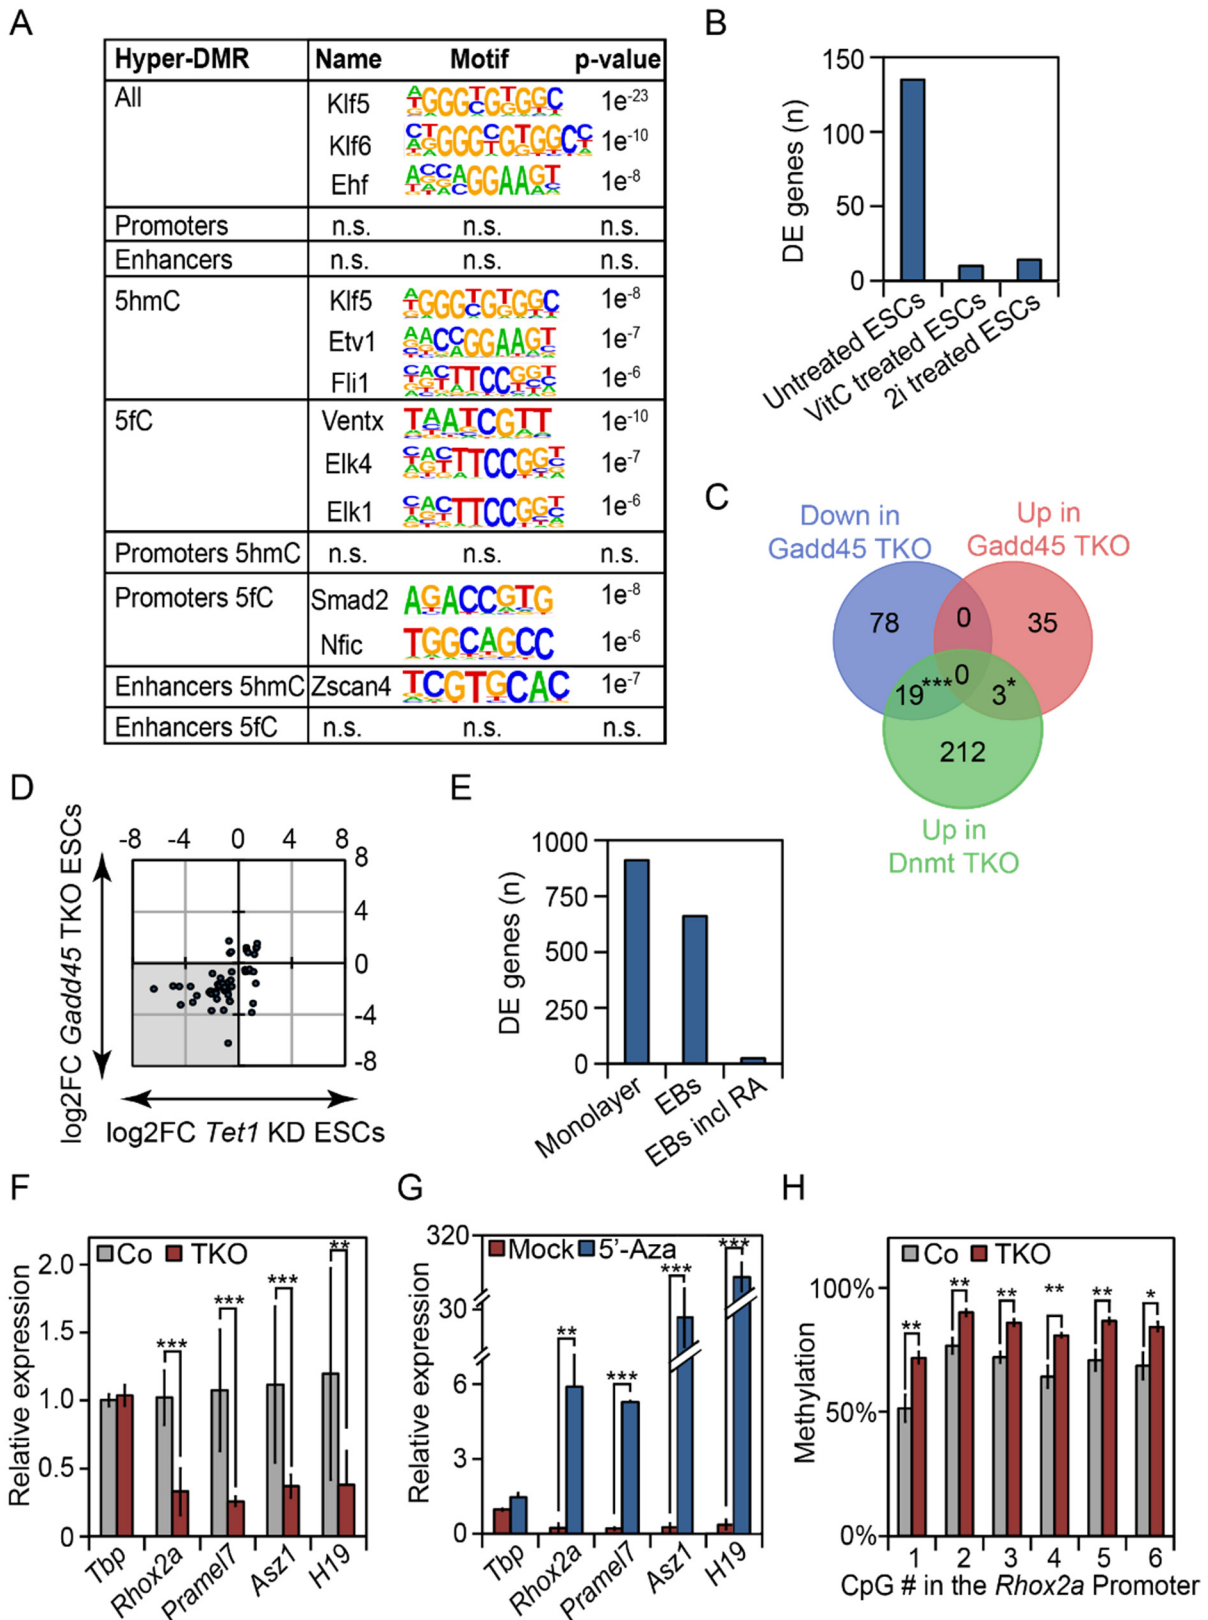 A
Hyper-DMR Name Motif p-value
All Klf5 1e-23
Klf6 1e-10
Ehf 1e-8
Promoters n.s. n.s. n.s.
Enhancers n.s. n.s. n.s.
5hmC Klf5 1e-8
Etv1 1e-7
Fli1 1e-6
5fC Ventx TAATCGTT 1e-10
Elk4 1e-7
Elk1 1e-6
Promoters 5hmC n.s. n.s. n.s.
Promoters 5fC Smad2 AGACCGTG 1e-8
Nfic TGGCAGCC 1e-6
Enhancers 5hmC Zscan4 TCGTGCAC 1e-7
Enhancers 5fC n.s. n.s. n.s.
B
DE genes (n)
150
100
50
0
Untreated ESCs
VitC treated ESCs
2i treated ESCs
C
Down in
Gadd45 TKO
Up in
Gadd45 TKO
78
0
35
0
19***
3*
212
Up in
Dnmt TKO
D
-8 -4 0 4 8
8
4
0
-4
-8
log2FC Gadd45 TKO ESCs
log2FC Tet1 KD ESCs
E
DE genes (n)
1000
750
500
250
0
Monolayer
EBs
EBs incl RA
F
Relative expression
2.0
1.5
1.0
0.5
0
Co TKO
***
***
***
**
Tbp
Rhox2a
Pramel7
Asz1
H19
G
Relative expression
320
30
6
3
0
Mock 5'-Aza
**
***
***
***
Tbp
Rhox2a
Pramel7
Asz1
H19
H
Methylation
100%
50%
0%
Co TKO
**
**
**
**
**
*
1 2 3 4 5 6
CpG # in the Rhox2a Promoter